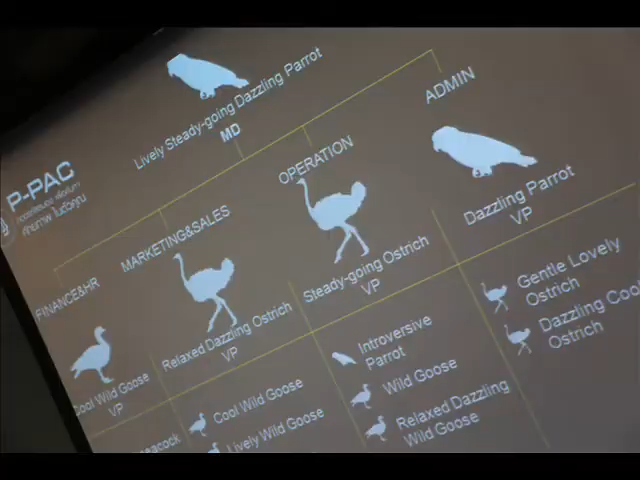 Lively Steady-going Dazzling Parrot
MD
P-PAC
FINANCE&HR
MARKETING&SALES
OPERATION
ADMIN
Cool Wild Goose
VP
Relaxed Dazzling Ostrich
VP
Steady-going Ostrich
VP
Dazzling Parrot
VP
Cool Wild Goose
Lively Wild Goose
Introversive
Parrot
Wild Goose
Relaxed Dazzling
Wild Goose
Gentle Lovely
Ostrich
Dazzling Cool
Ostrich